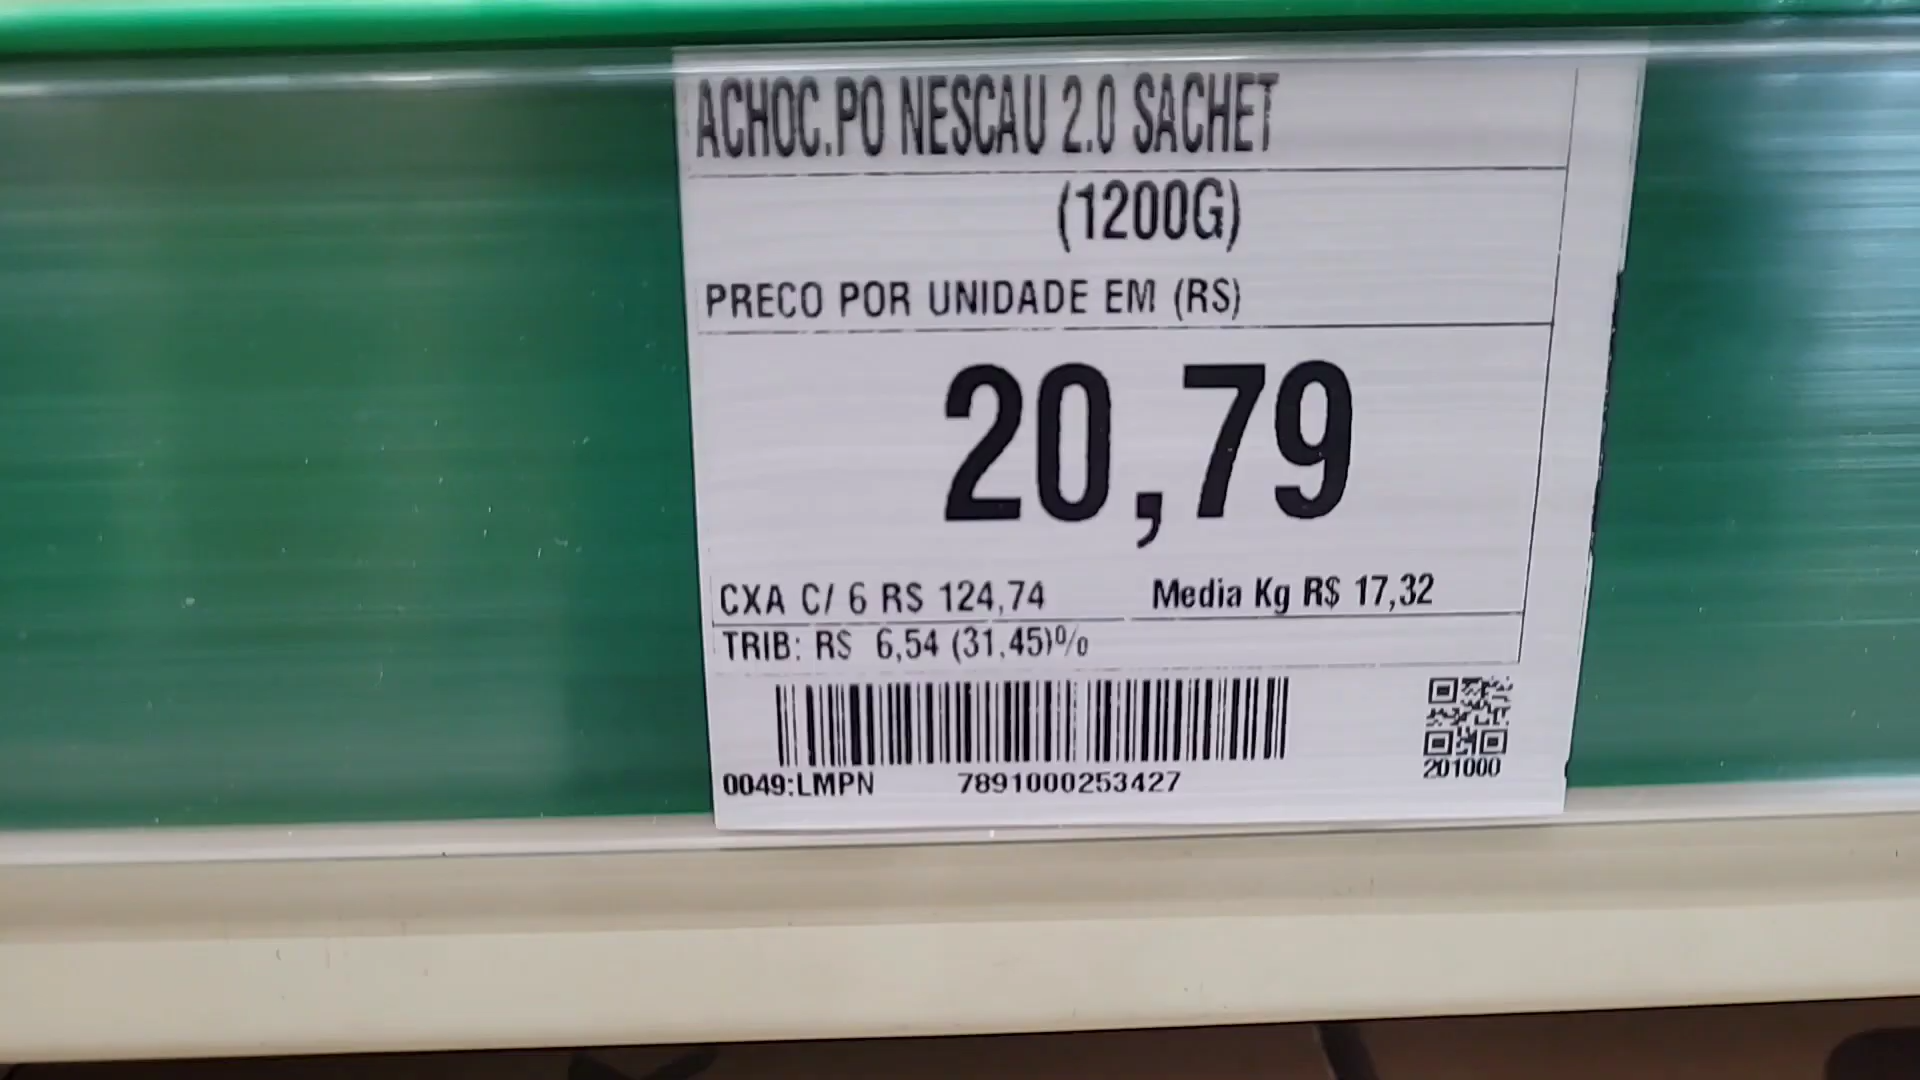 ACHOC.PO NESCAU 2.0 SACHET
(1200G)
PRECO POR UNIDADE EM (RS)
20,79
CXA C/ 6 RS 124,74 Media Kg R$ 17,32
TRIB: RS 6,54 (31,45)%
0049:LMPN 7891000253427
201000